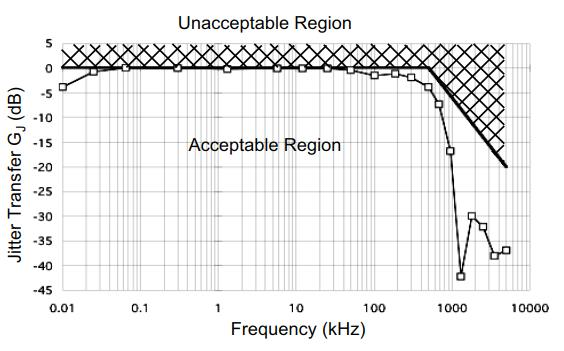 Unacceptable Region
5
0
-5
-10
-15
-20
-25
-30
-35
-40
-45
Jitter Transfer GJ (dB)
Acceptable Region
0.01 0.1 1 10 100 1000 10000
Frequency (kHz)